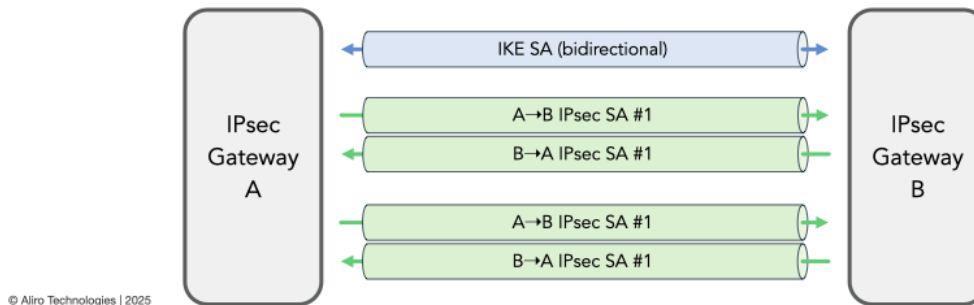 IPsec
Gateway
A
IKE SA (bidirectional)
A→B IPsec SA #1
B→A IPsec SA #1
A→B IPsec SA #1
B→A IPsec SA #1
IPsec
Gateway
B
© Aliro Technologies | 2025